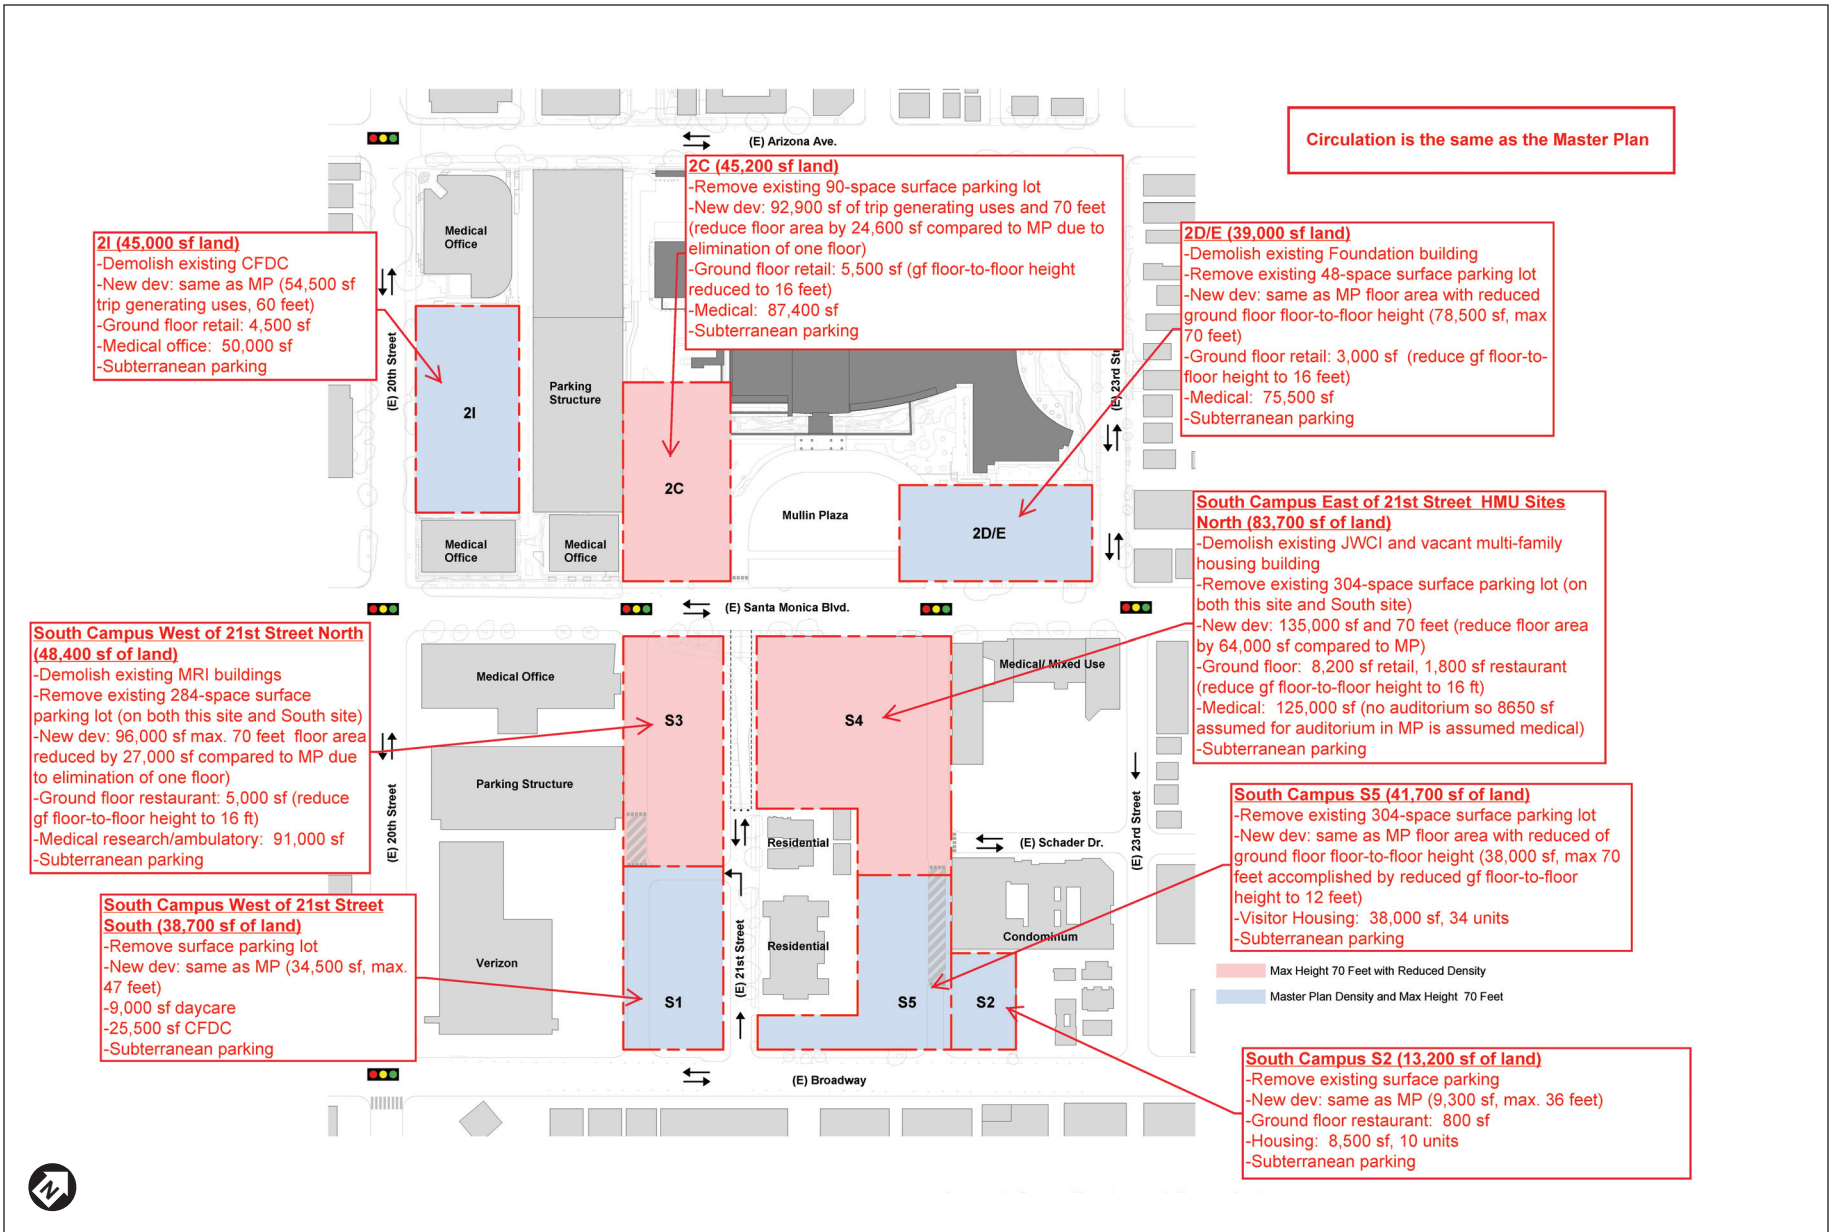 (E) Arizona Ave.
Circulation is the same as the Master Plan
2C (45,200 sf land)
-Remove existing 90-space surface parking lot
-New dev: 92,900 sf of trip generating uses and 70 feet
(reduce floor area by 24,600 sf compared to MP due to
elimination of one floor)
-Ground floor retail: 5,500 sf (gf floor-to-floor height
reduced to 16 feet)
-Medical: 87,400 sf
-Subterranean parking
2I (45,000 sf land)
-Demolish existing CFDC
-New dev: same as MP (54,500 sf
trip generating uses, 60 feet)
-Ground floor retail: 4,500 sf
-Medical office: 50,000 sf
-Subterranean parking
2D/E (39,000 sf land)
-Demolish existing Foundation building
-Remove existing 48-space surface parking lot
-New dev: same as MP floor area with reduced
ground floor floor-to-floor height (78,500 sf, max
70 feet)
-Ground floor retail: 3,000 sf (reduce gf floor-to-
floor height to 16 feet)
-Medical: 75,500 sf
-Subterranean parking
Medical
Office
(E) 20th Street
(E) 23rd Str
Parking
Structure
2I
2C
Mullin Plaza
2D/E
Medical
Office
Medical
Office
(E) Santa Monica Blvd.
South Campus East of 21st Street HMU Sites
North (83,700 sf of land)
-Demolish existing JWCI and vacant multi-family
housing building
-Remove existing 304-space surface parking lot (on
both this site and South site)
-New dev: 135,000 sf and 70 feet (reduce floor area
by 64,000 sf compared to MP)
-Ground floor: 8,200 sf retail, 1,800 sf restaurant
(reduce gf floor-to-floor height to 16 ft)
-Medical: 125,000 sf (no auditorium so 8650 sf
assumed for auditorium in MP is assumed medical)
-Subterranean parking
South Campus West of 21st Street North
(48,400 sf of land)
-Demolish existing MRI buildings
-Remove existing 284-space surface
parking lot (on both this site and South site)
-New dev: 96,000 sf max. 70 feet floor area
reduced by 27,000 sf compared to MP due
to elimination of one floor)
-Ground floor restaurant: 5,000 sf (reduce
gf floor-to-floor height to 16 ft)
-Medical research/ambulatory: 91,000 sf
-Subterranean parking
Medical Office
S3
S4
Medical/ Mixed Use
Parking Structure
(E) 20th Street
(E) 23rd Street
Residential
(E) Schader Dr.
South Campus S5 (41,700 sf of land)
-Remove existing 304-space surface parking lot
-New dev: same as MP floor area with reduced of
ground floor floor-to-floor height (38,000 sf, max 70
feet accomplished by reduced gf floor-to-floor
height to 12 feet)
-Visitor Housing: 38,000 sf, 34 units
-Subterranean parking
South Campus West of 21st Street
South (38,700 sf of land)
-Remove surface parking lot
-New dev: same as MP (34,500 sf, max.
47 feet)
-9,000 sf daycare
-25,500 sf CFDC
-Subterranean parking
Verizon
S1
(E) 21st Street
Residential
Condominum
S5
S2
Max Height 70 Feet with Reduced Density
Master Plan Density and Max Height 70 Feet
(E) Broadway
South Campus S2 (13,200 sf of land)
-Remove existing surface parking
-New dev: same as MP (9,300 sf, max. 36 feet)
-Ground floor restaurant: 800 sf
-Housing: 8,500 sf, 10 units
-Subterranean parking
N